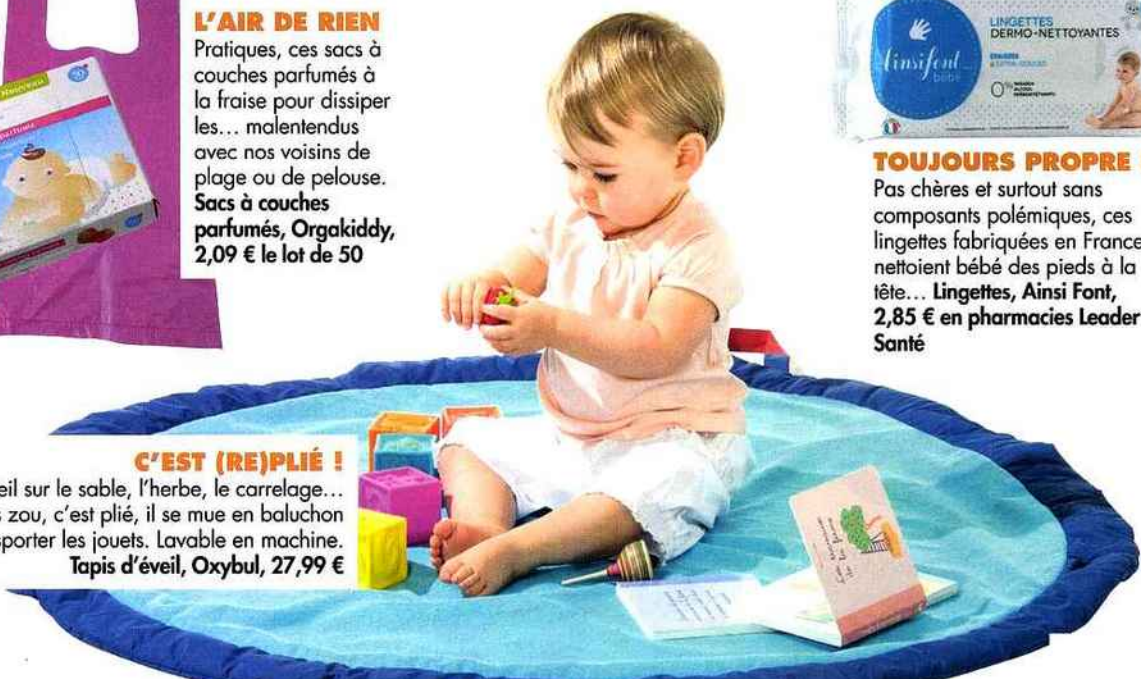 L'AIR DE RIEN
Pratiques, ces sacs à
couches parfumés à
la fraise pour dissiper
les... malentendus
avec nos voisins de
plage ou de pelouse.
Sacs à couches
parfumés, Orgakiddy,
2,09 € le lot de 50
Nouveau
LINGETTES
DERMO-NETTOYANTES
bébé
TOUJOURS PROPRE
Pas chères et surtout sans
composants polémiques, ces
lingettes fabriquées en France
nettoient bébé des pieds à la
tête... Lingettes, Ainsi Font,
2,85 € en pharmacies Leader
Santé
C'EST (RE)PLIÉ !
eil sur le sable, l'herbe, le carrelage...
s zou, c'est plié, il se mue en baluchon
sporter les jouets. Lavable en machine.
Tapis d'éveil, Oxybul, 27,99 €